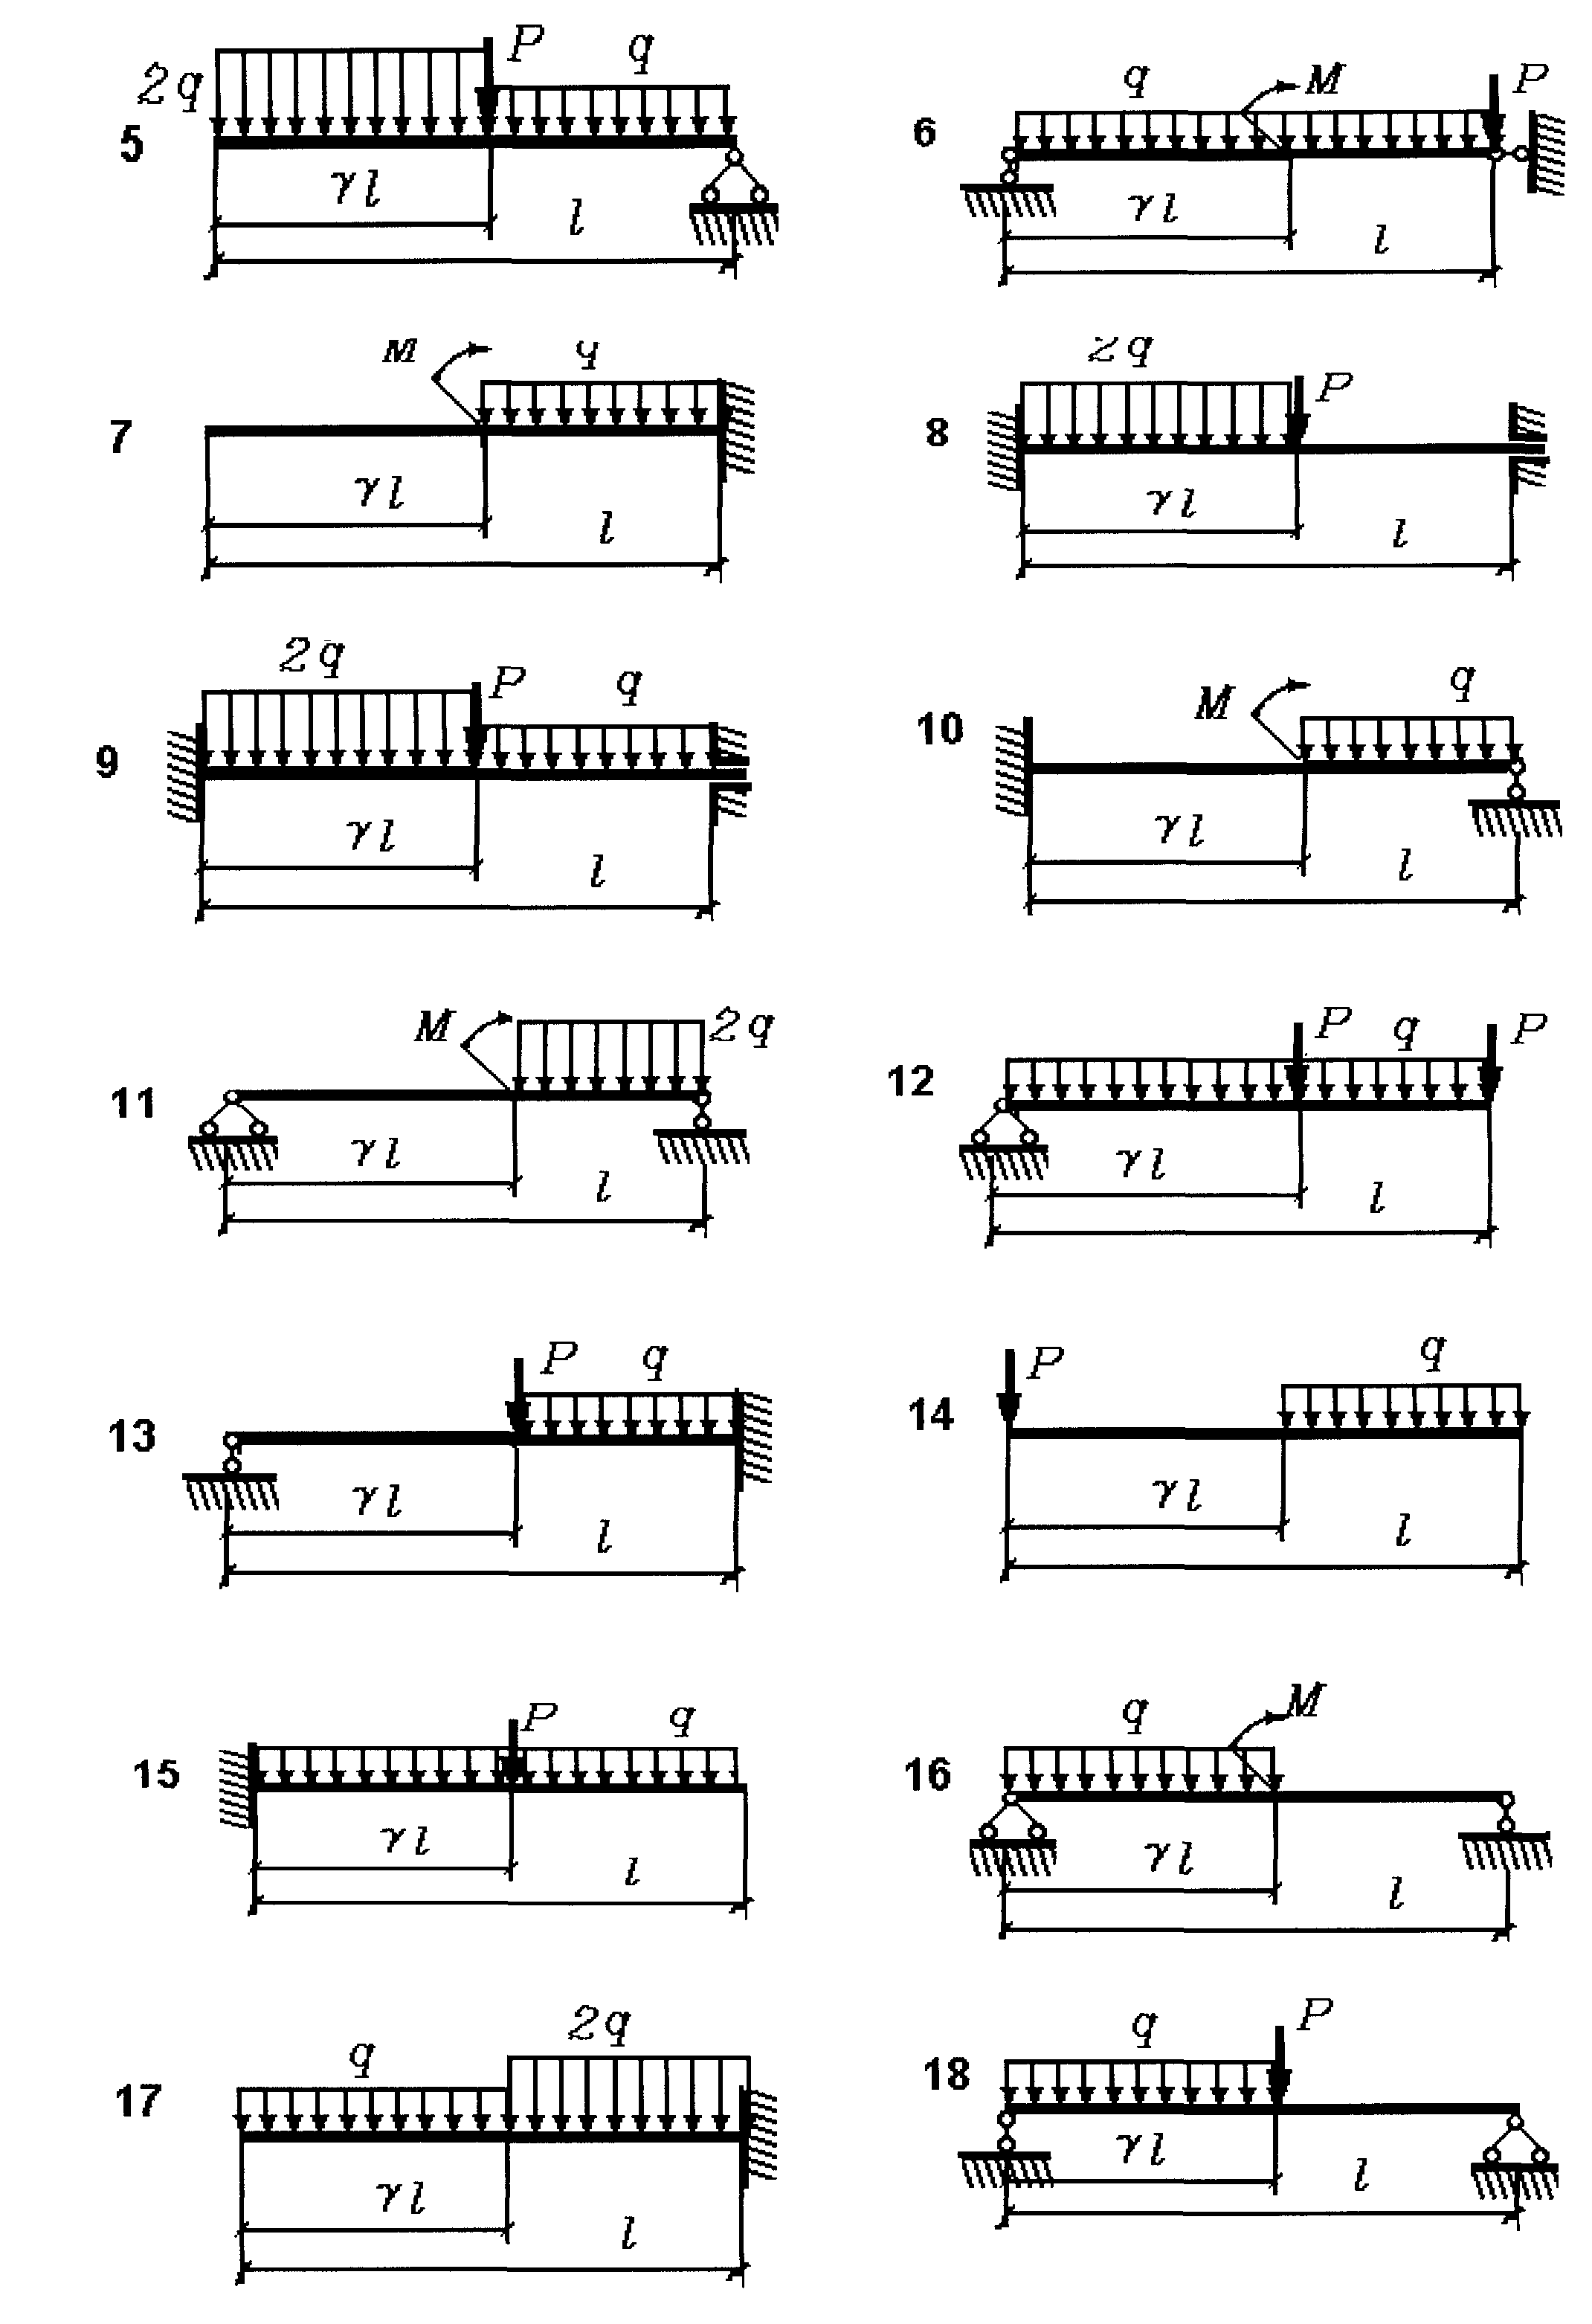 5 2q P q γl l
6 q M P γl l
7 M q γl l
8 2q P γl l
9 2q P q γl l
10 M q γl l
11 M 2q γl l
12 P q P γl l
13 P q γl l
14 P q γl l
15 P q γl l
16 q M γl l
17 q 2q γl l
18 q P γl l